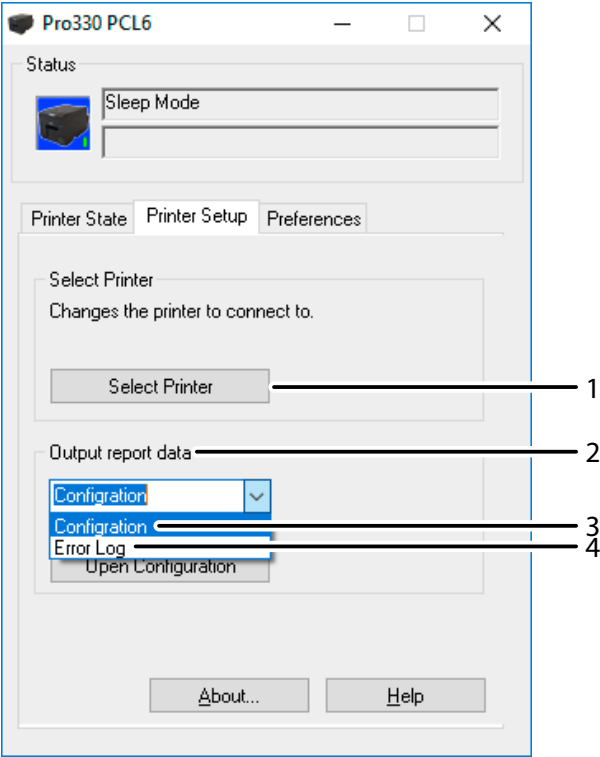 Pro330 PCL6
Status
Sleep Mode
Printer State
Printer Setup
Preferences
Select Printer
Changes the printer to connect to.
Select Printer
1
Output report data
2
Configration
Configration
3
Error Log
4
Open Configuration
About...
Help